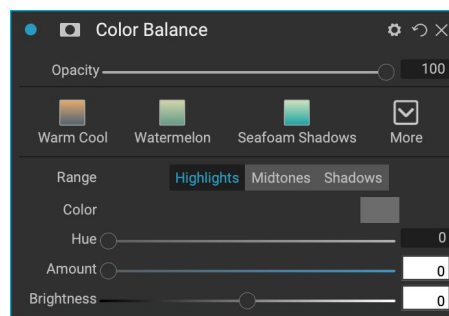 Color Balance
Opacity 100
Warm Cool Watermelon Seafoam Shadows More
Range Highlights Midtones Shadows
Color
Hue 0
Amount 0
Brightness 0